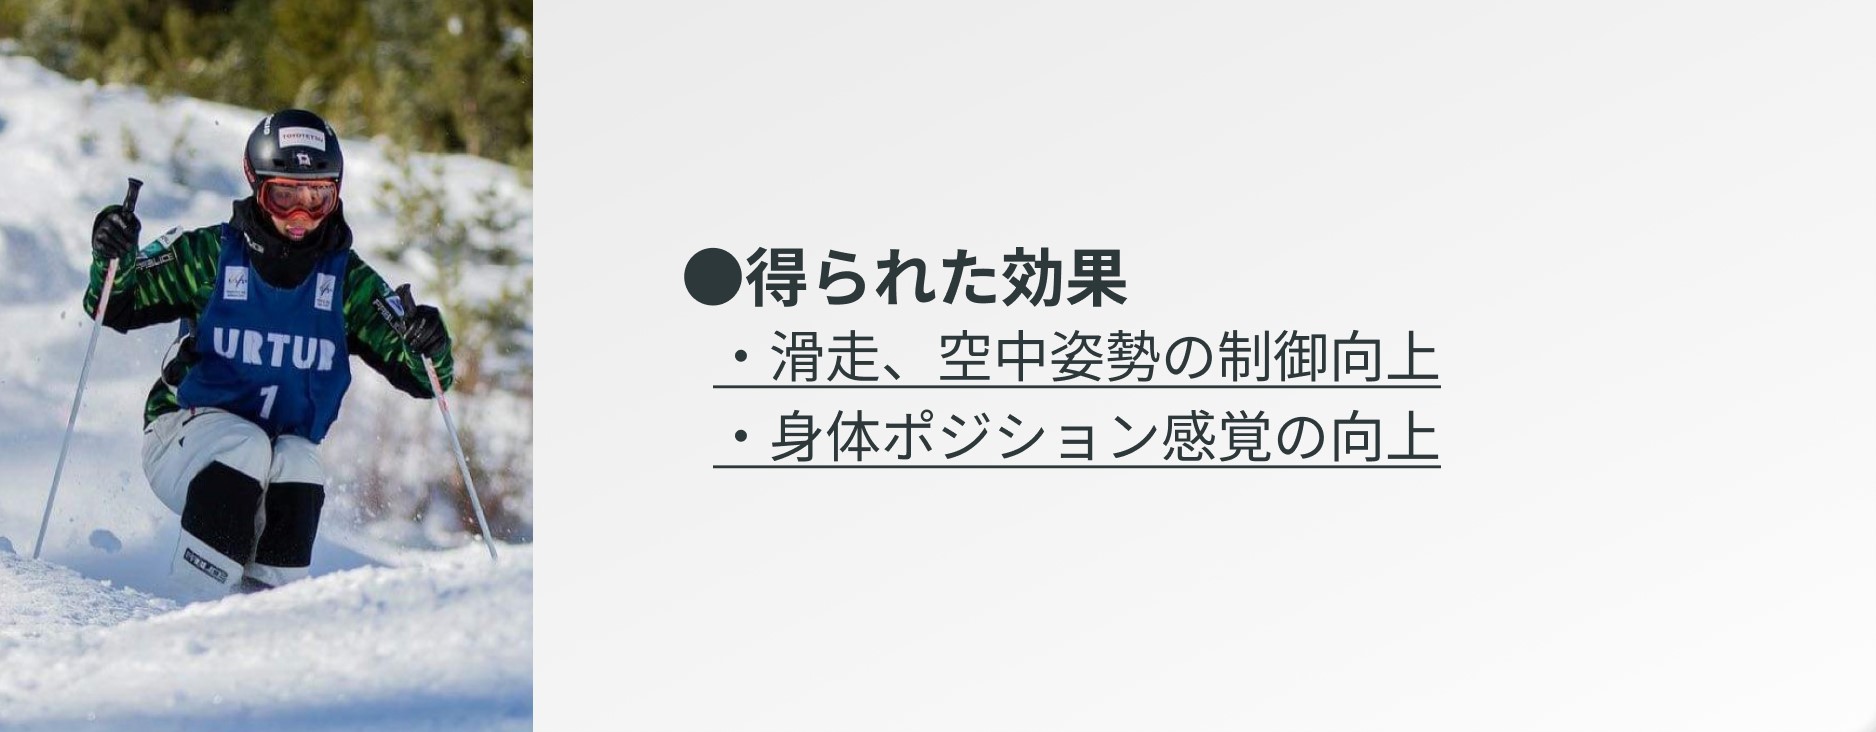 TOYOTETSU
URTUR
1
●得られた効果
・滑走、空中姿勢の制御向上
・身体ポジション感覚の向上